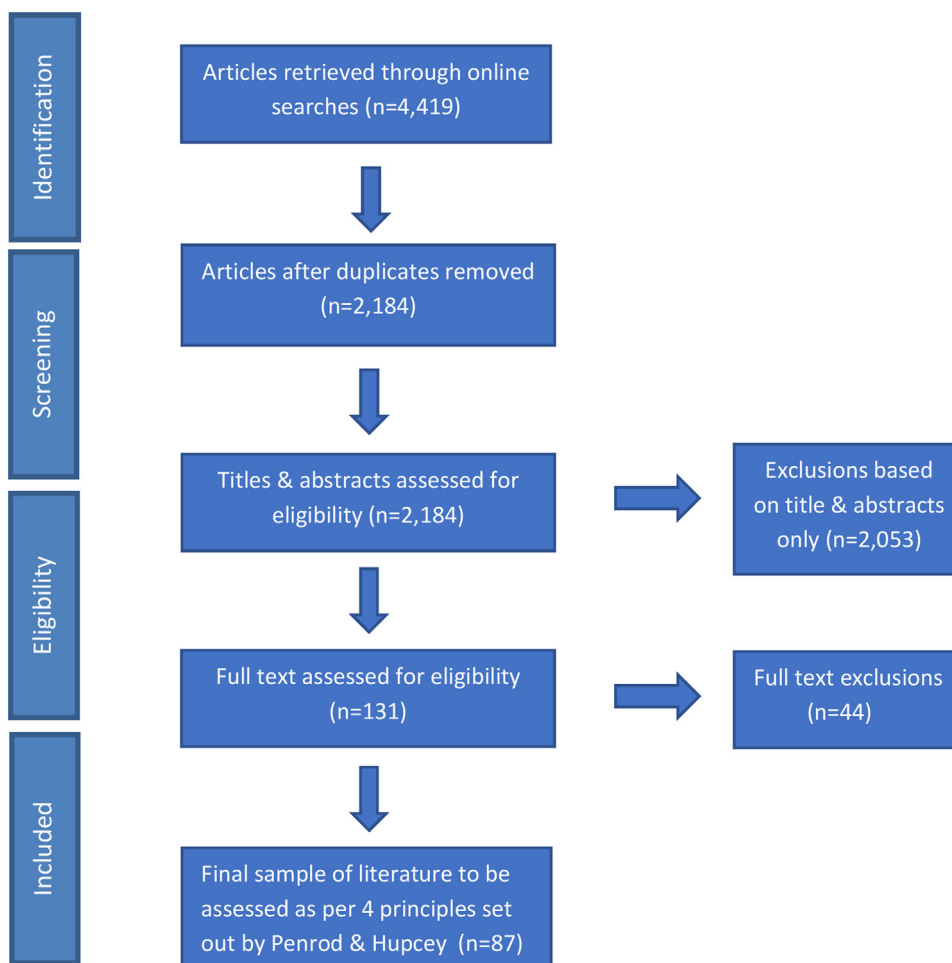 Identification
Articles retrieved through online
searches (n=4,419)
Screening
Articles after duplicates removed
(n=2,184)
Titles & abstracts assessed for
eligibility (n=2,184)
Exclusions based
on title & abstracts
only (n=2,053)
Eligibility
Full text assessed for eligibility
(n=131)
Full text exclusions
(n=44)
Included
Final sample of literature to be
assessed as per 4 principles set
out by Penrod & Hupcey (n=87)